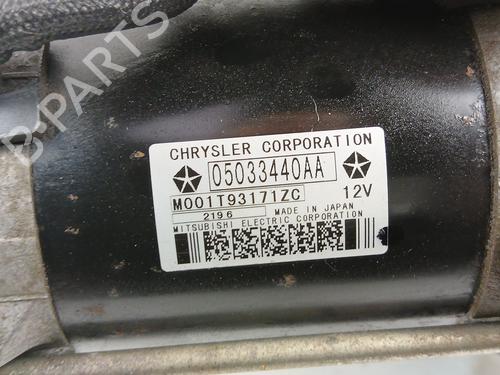 B-PARTS
CHRYSLER CORPORATION
05033440AA
M001T93171ZC 12V
2196 MADE IN JAPAN
MITSUBISHI ELECTRIC CORPORATION